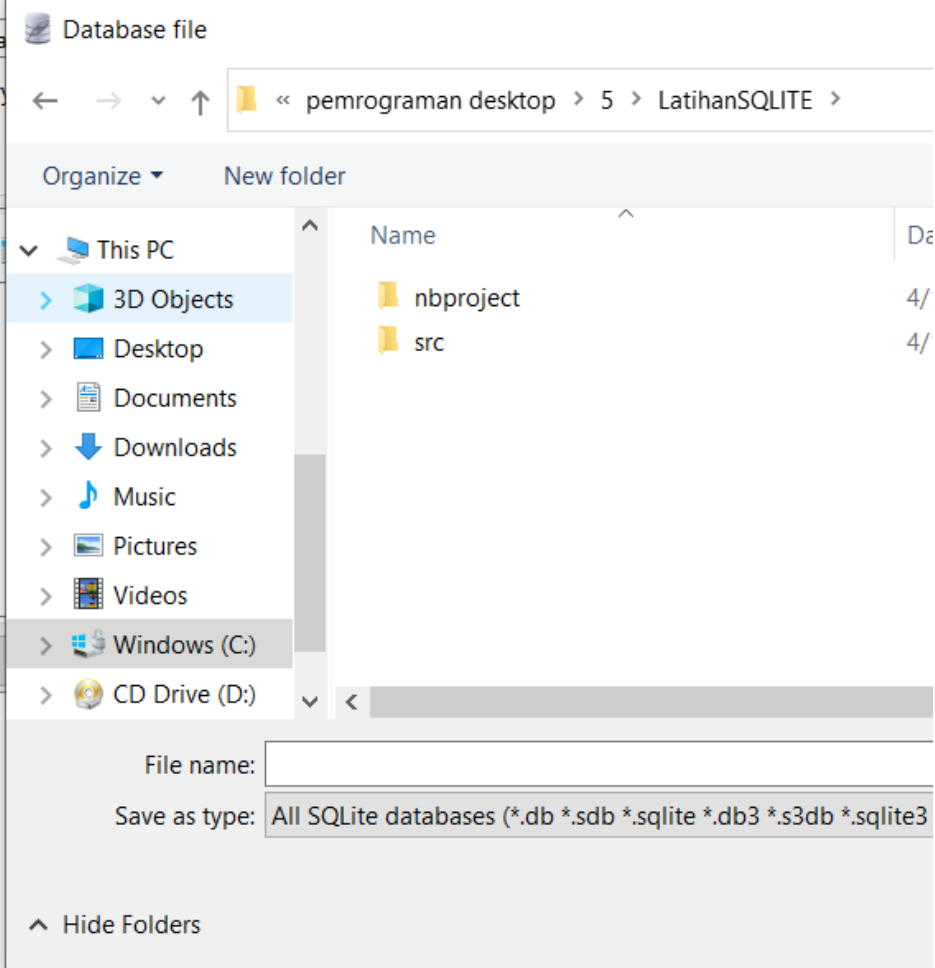 Database file
« pemrograman desktop > 5 > LatihanSQLITE >
Organize New folder
Name
This PC
3D Objects
nbproject 4/
src 4/
Desktop
Documents
Downloads
Music
Pictures
Videos
Windows (C:)
CD Drive (D:)
File name:
Save as type: All SQLite databases (*.db *.sdb *.sqlite *.db3 *.s3db *.sqlite3
Hide Folders